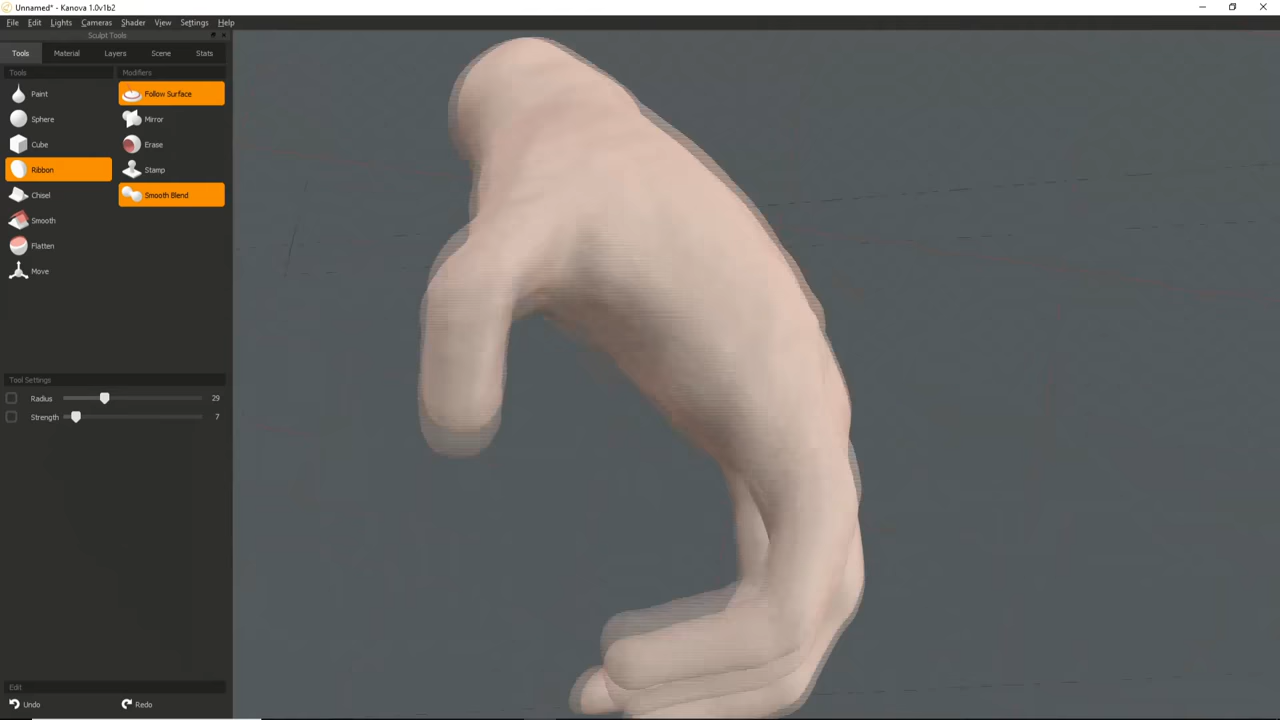 Unnamed* - Kanova 1.0v1b2
File Edit Lights Cameras Shader View Settings Help
Sculpt Tools
Tools Material Layers Scene Stats
Tools Modifiers
Paint Follow Surface
Sphere Mirror
Cube Erase
Ribbon Stamp
Chisel Smooth Blend
Smooth
Flatten
Move
Tool Settings
Radius 29
Strength 7
Edit
Undo Redo